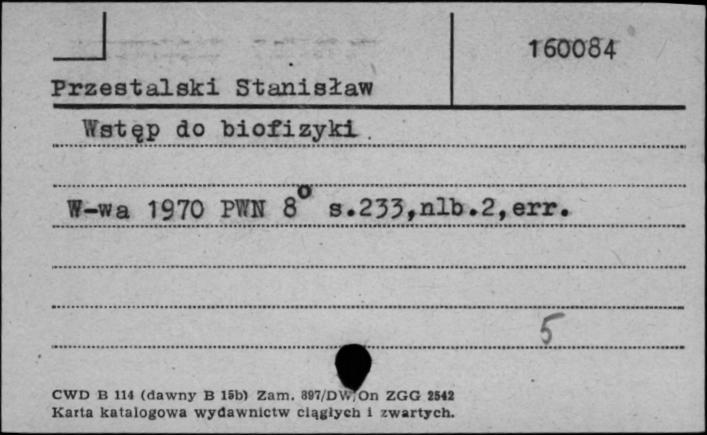 160084
Przestalski Stanisław
Wstęp do biofizyki.
W-wa 1970 PWN 8° s.233,nlb.2,err.
5
CWD B 114 (dawny B 15b) Zam. 897/DW/On ZGG 2542
Karta katalogowa wydawnictw ciągłych i zwartych.